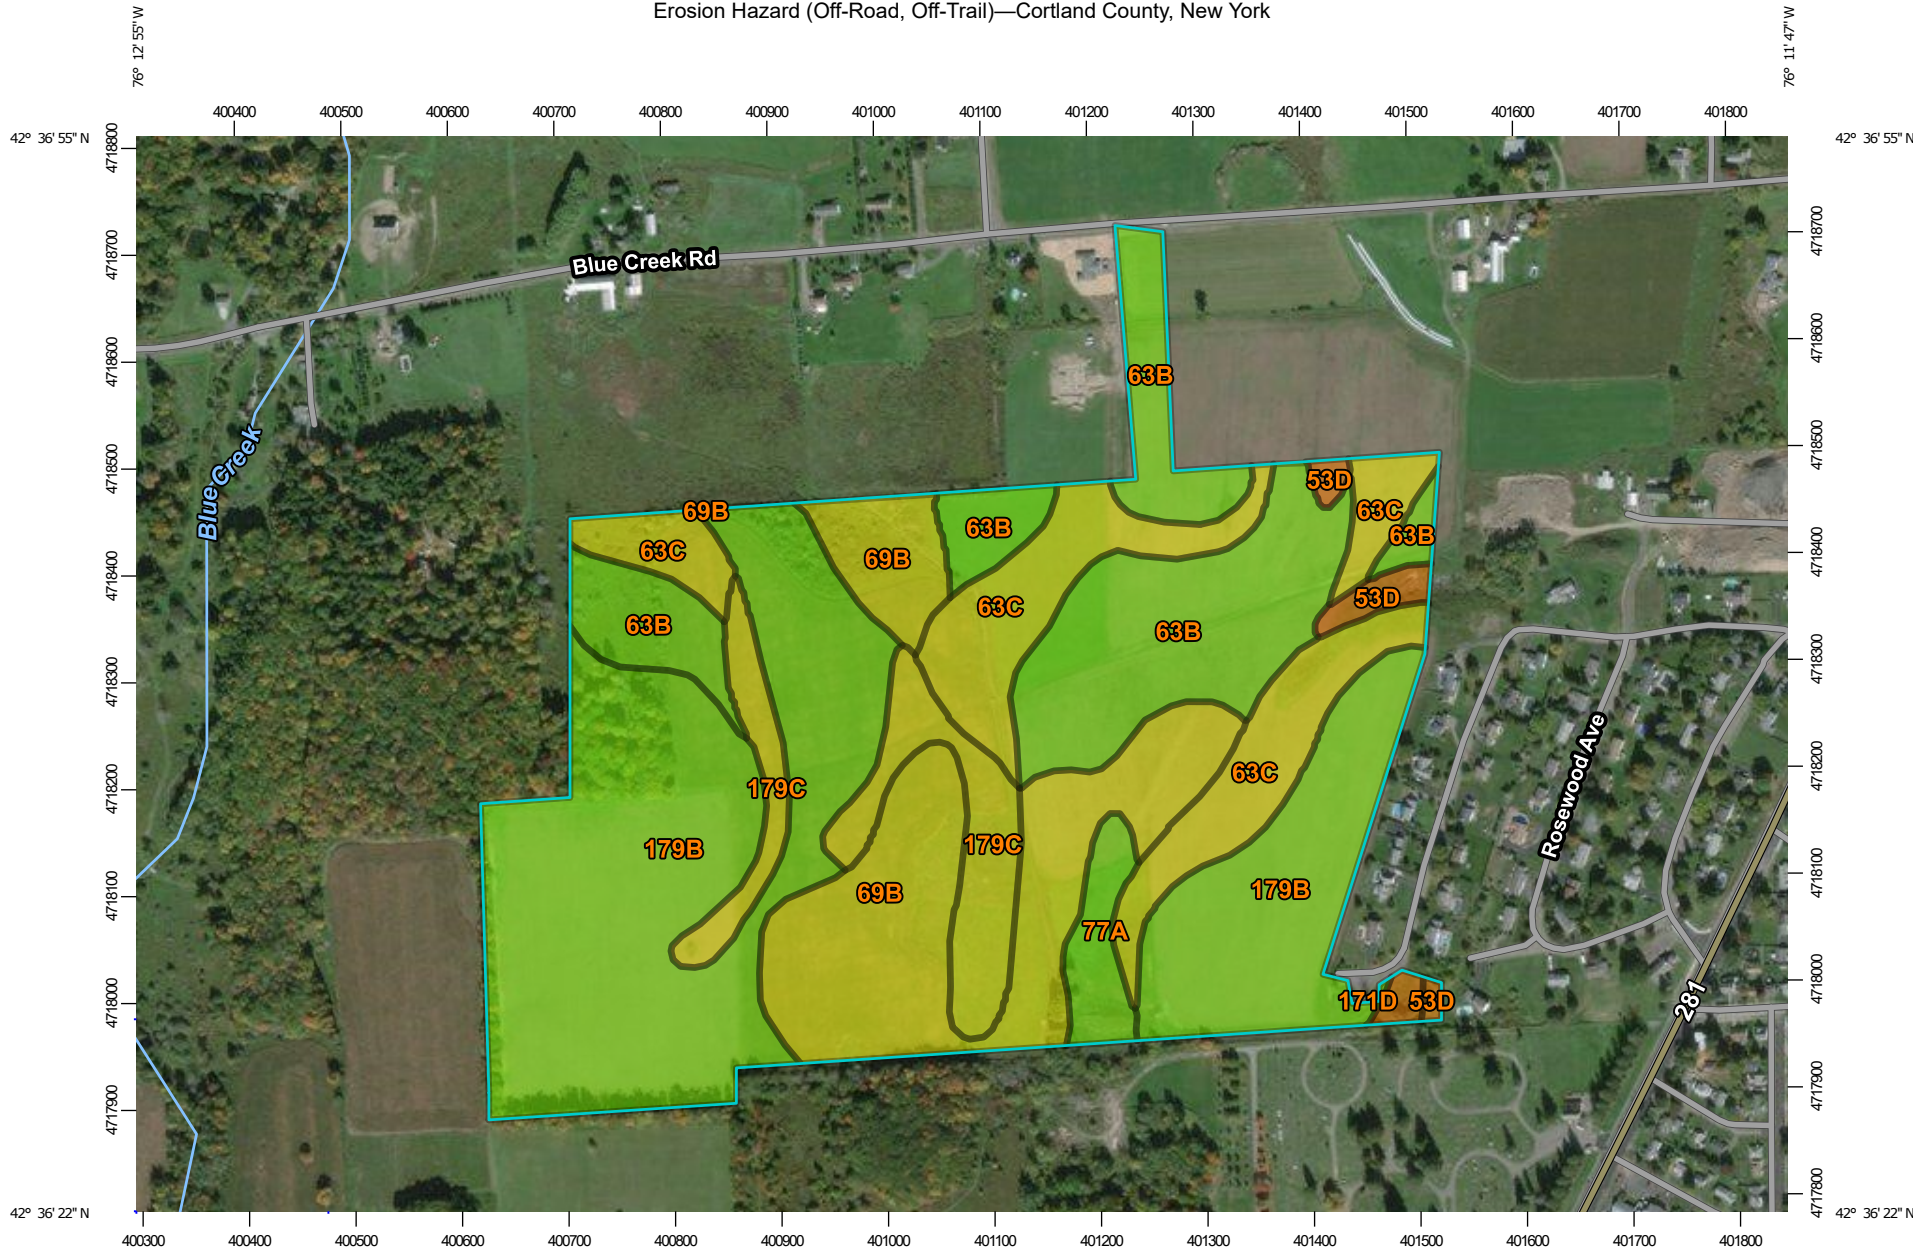 Erosion Hazard (Off-Road, Off-Trail)—Cortland County, New York
76° 12' 55'' W
76° 11' 47'' W
400400 400500 400600 400700 400800 400900 401000 401100 401200 401300 401400 401500 401600 401700 401800
42° 36' 55'' N
42° 36' 55'' N
4718800
4718700
4718700
Blue Creek Rd
4718600
4718600
63B
4718500
4718500
Blue Creek
53D
69B
63C
63B
63B
63C
69B
4718400
4718400
53D
63C
63B
63B
4718300
4718300
Rosewood Ave
63C
179C
4718200
4718200
179C
179B
179B
69B
4718100
4718100
77A
4718000
4718000
171D
53D
281
4717900
4717900
4717800
42° 36' 22'' N
42° 36' 22'' N
400300 400400 400500 400600 400700 400800 400900 401000 401100 401200 401300 401400 401500 401600 401700 401800